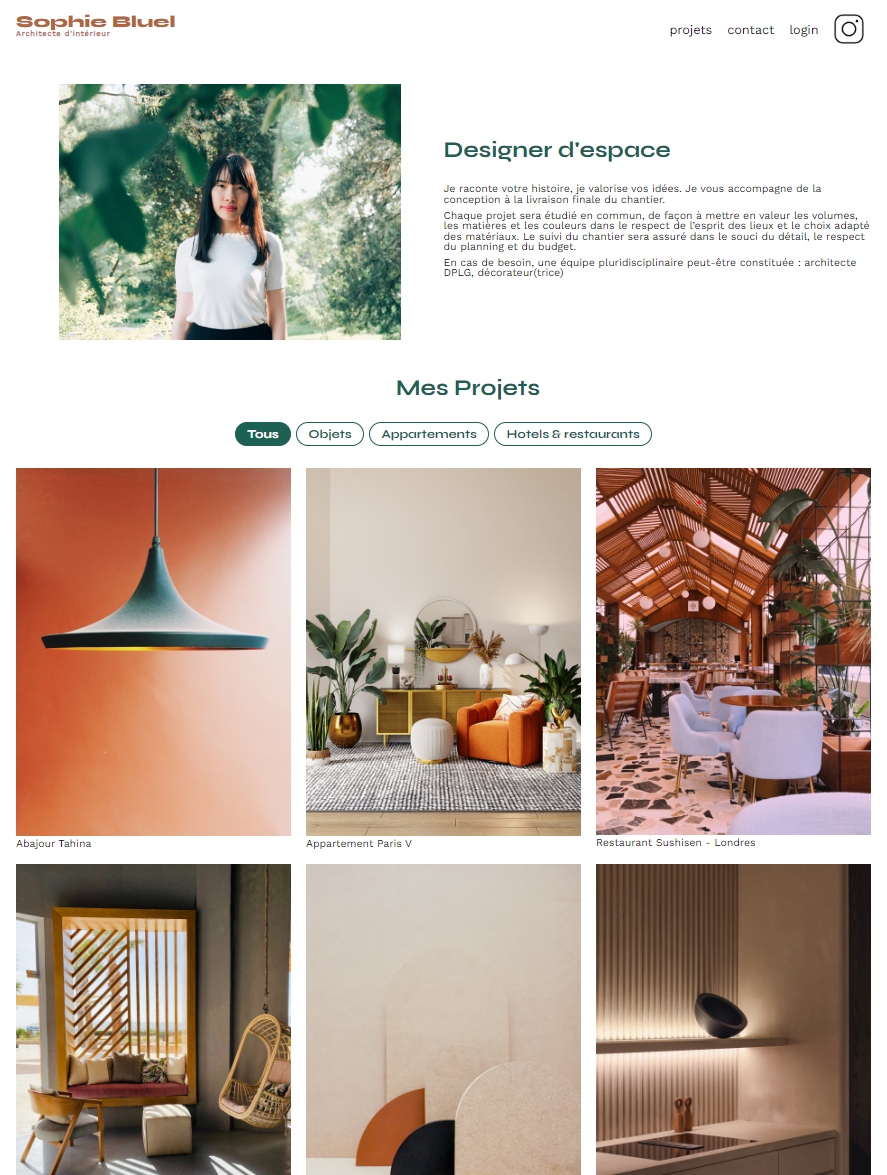 Sophie Bluel
Architecte d'intérieur
projets contact login
Designer d'espace
Je raconte votre histoire, je valorise vos idées. Je vous accompagne de la
conception à la livraison finale du chantier.
Chaque projet sera étudié en commun, de façon à mettre en valeur les volumes,
les matières et les couleurs dans le respect de l'esprit des lieux et le choix adapté
des matériaux. Le suivi du chantier sera assuré dans le souci du détail, le respect
du planning et du budget.
En cas de besoin, une équipe pluridisciplinaire peut-être constituée : architecte
DPLG, décorateur(trice)
Mes Projets
Tous Objets Appartements Hotels & restaurants
Abajour Tahina
Appartement Paris V
Restaurant Sushisen - Londres